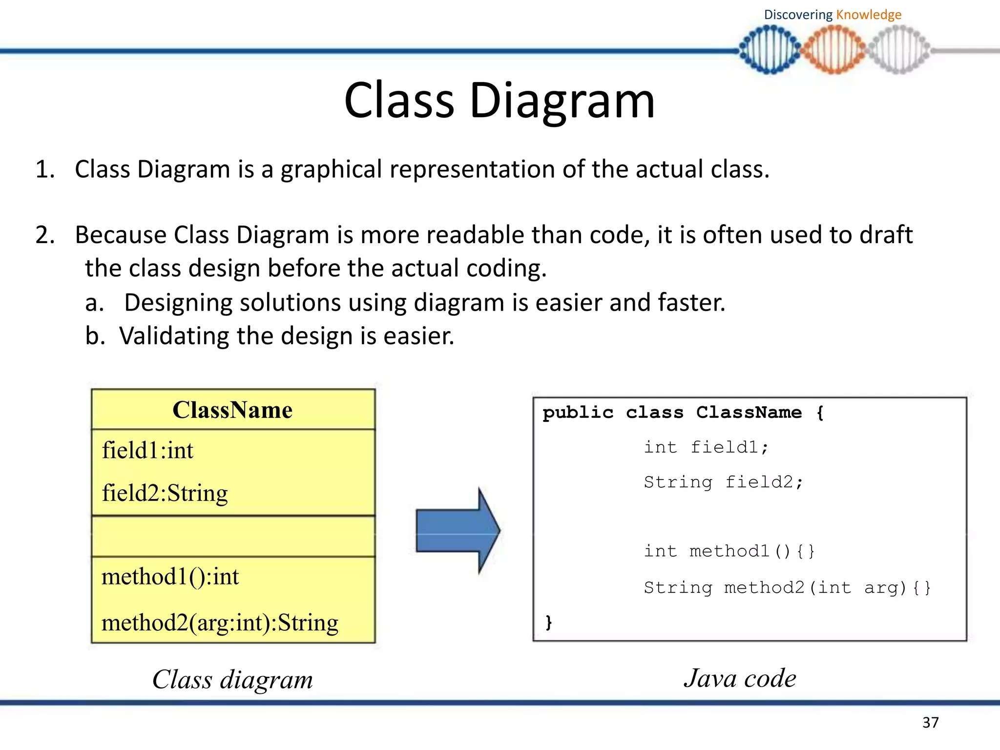 Discovering Knowledge
Class Diagram
1. Class Diagram is a graphical representation of the actual class.
2. Because Class Diagram is more readable than code, it is often used to draft
the class design before the actual coding.
a. Designing solutions using diagram is easier and faster.
b. Validating the design is easier.
ClassName
field1:int
field2:String
method1():int
method2(arg:int):String
Class diagram
public class ClassName {
int field1;
String field2;
int method1(){}
String method2(int arg){}
}
Java code
37